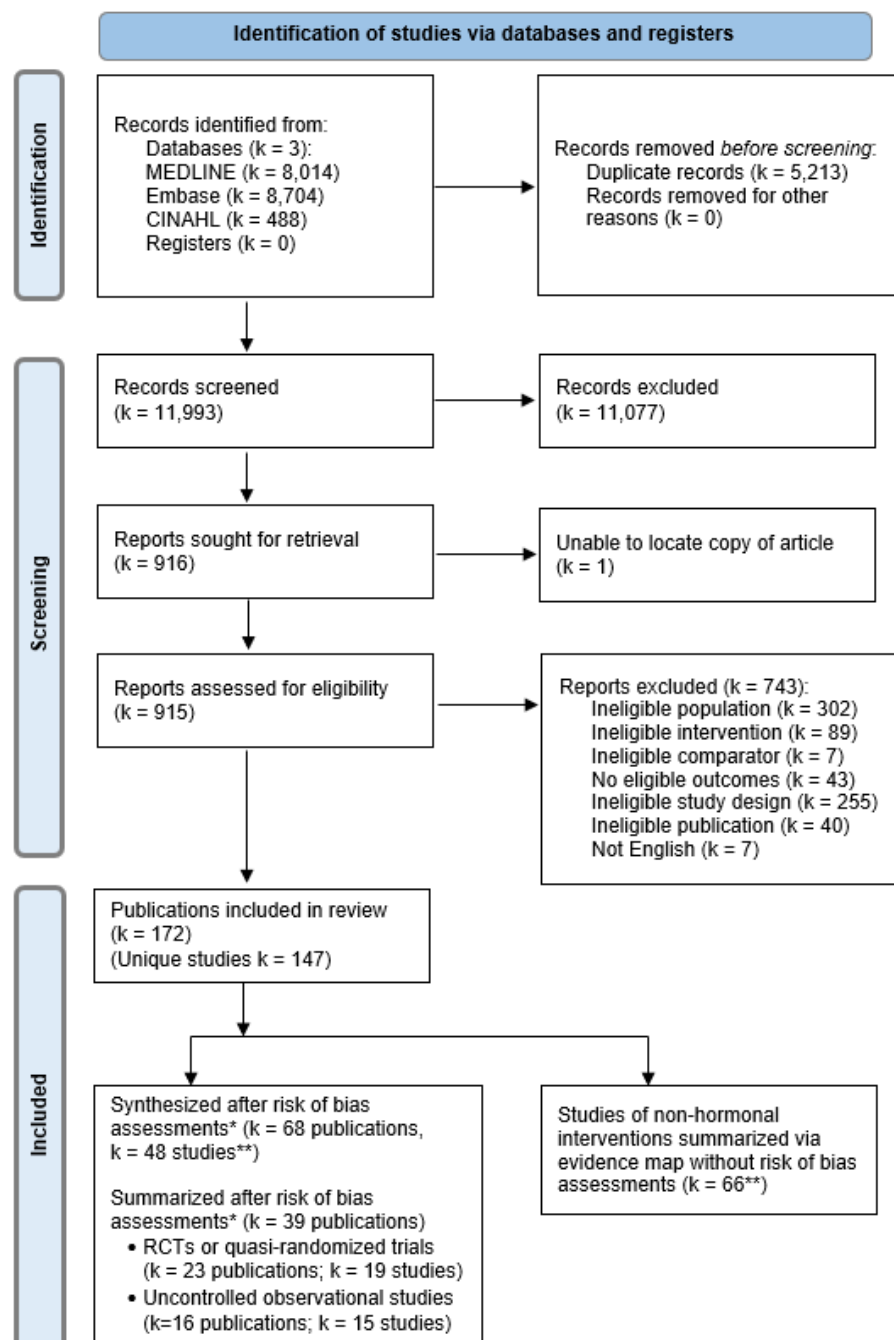 Identification of studies via databases and registers
Identification
Records identified from:
Databases (k = 3):
MEDLINE (k = 8,014)
Embase (k = 8,704)
CINAHL (k = 488)
Registers (k = 0)
Records removed before screening:
Duplicate records (k = 5,213)
Records removed for other
reasons (k = 0)
Screening
Records screened
(k = 11,993)
Records excluded
(k = 11,077)
Reports sought for retrieval
(k = 916)
Unable to locate copy of article
(k = 1)
Reports assessed for eligibility
(k = 915)
Reports excluded (k = 743):
Ineligible population (k = 302)
Ineligible intervention (k = 89)
Ineligible comparator (k = 7)
No eligible outcomes (k = 43)
Ineligible study design (k = 255)
Ineligible publication (k = 40)
Not English (k = 7)
Included
Publications included in review
(k = 172)
(Unique studies k = 147)
Synthesized after risk of bias
assessments* (k = 68 publications,
k = 48 studies**)
Summarized after risk of bias
assessments* (k = 39 publications)
• RCTs or quasi-randomized trials
(k = 23 publications; k = 19 studies)
• Uncontrolled observational studies
(k=16 publications; k = 15 studies)
Studies of non-hormonal
interventions summarized via
evidence map without risk of bias
assessments (k = 66**)